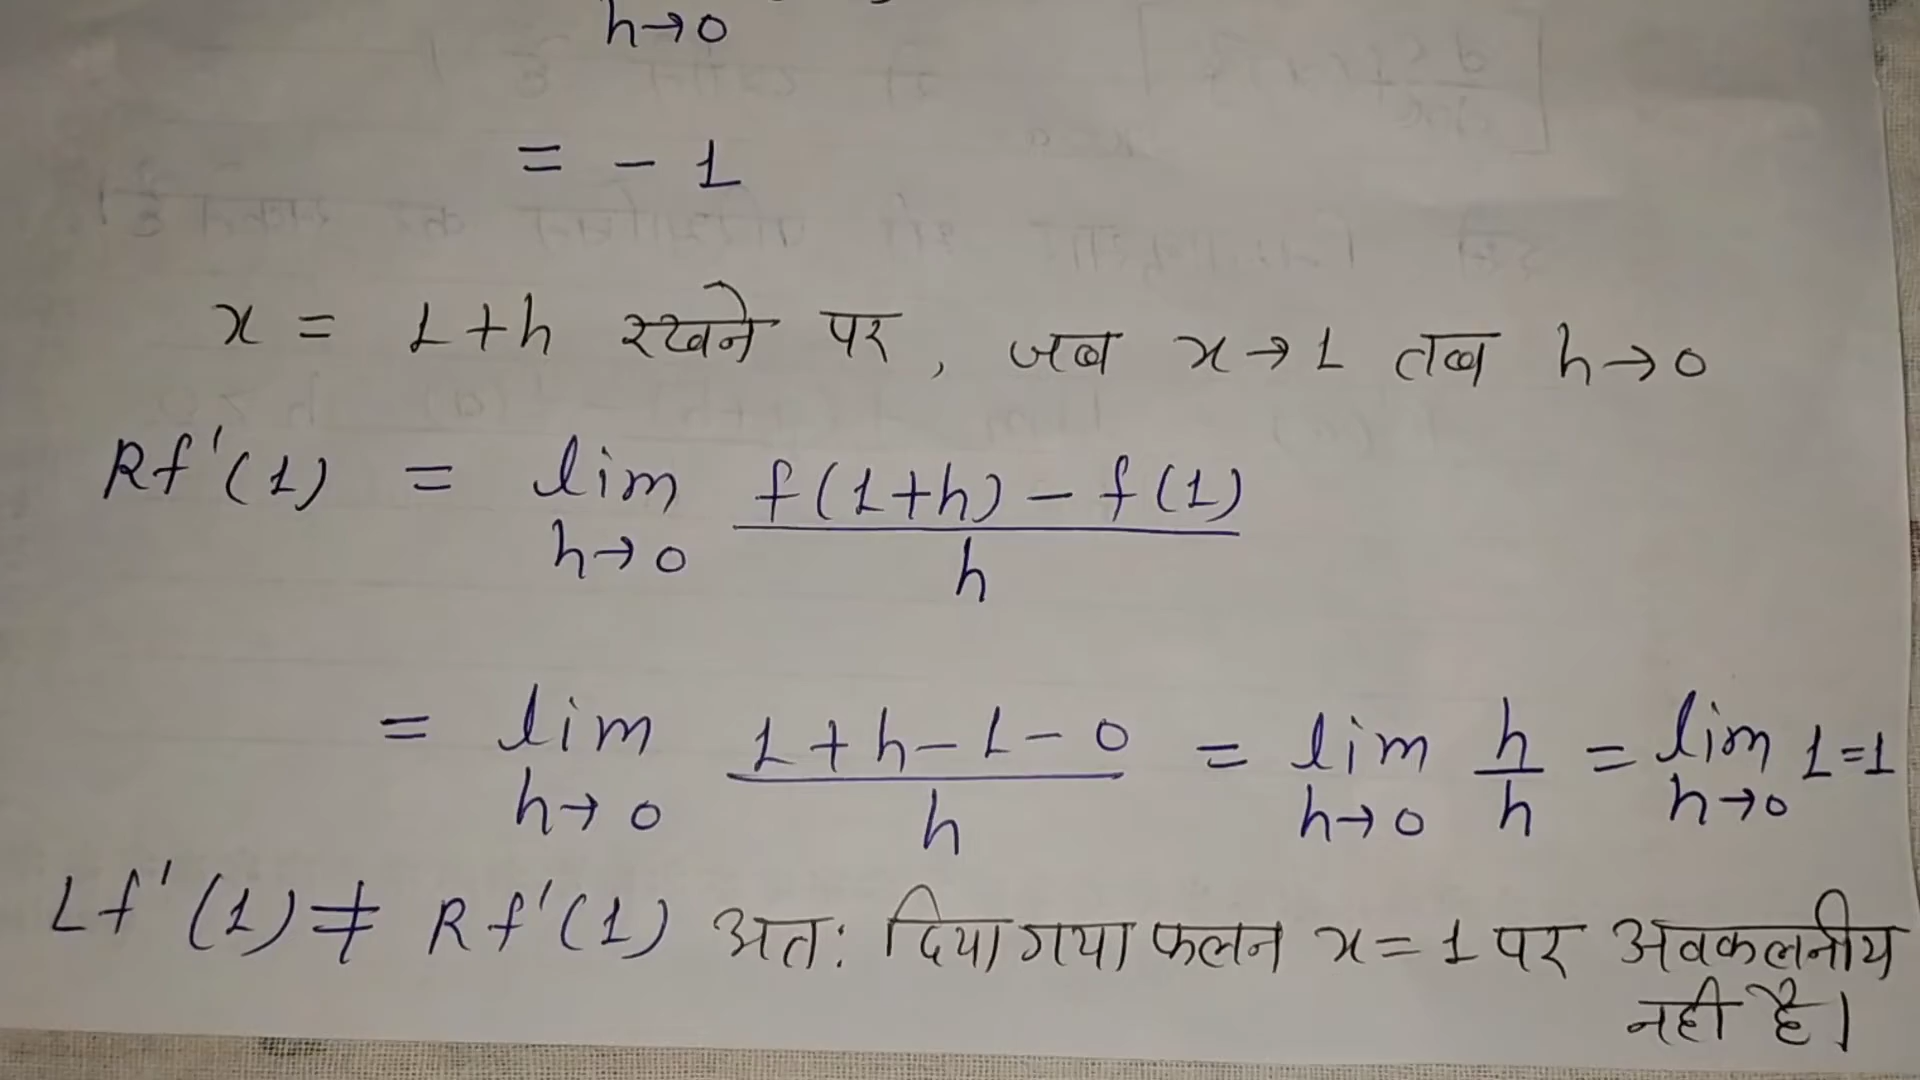 h→0
= - 1
x = 1+h रखने पर, जब x→1 तब h→0
Rf'(1) = lim f(1+h) - f(1)
h→0 h
= lim 1+h-1-0 = lim h = lim 1=1
h→0 h h→0 h h→0
Lf'(1) ≠ Rf'(1) अत: दिया गया फलन x=1 पर अवकलनीय
नही है।